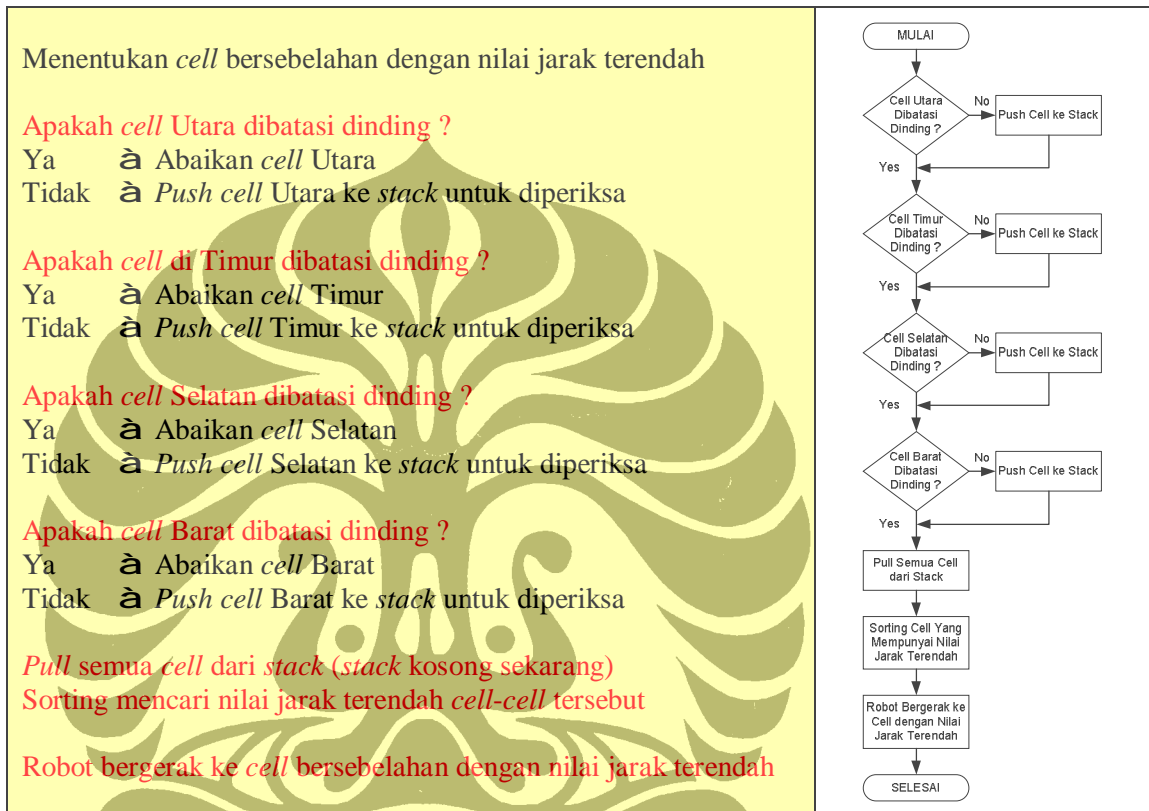 Menentukan cell bersebelahan dengan nilai jarak terendah
Apakah cell Utara dibatasi dinding ?
Ya à Abaikan cell Utara
Tidak à Push cell Utara ke stack untuk diperiksa
Apakah cell di Timur dibatasi dinding ?
Ya à Abaikan cell Timur
Tidak à Push cell Timur ke stack untuk diperiksa
Apakah cell Selatan dibatasi dinding ?
Ya à Abaikan cell Selatan
Tidak à Push cell Selatan ke stack untuk diperiksa
Apakah cell Barat dibatasi dinding ?
Ya à Abaikan cell Barat
Tidak à Push cell Barat ke stack untuk diperiksa
Pull semua cell dari stack (stack kosong sekarang)
Sorting mencari nilai jarak terendah cell-cell tersebut
Robot bergerak ke cell bersebelahan dengan nilai jarak terendah
MULAI
Cell Utara
Dibatasi
Dinding ?
No
Push Cell ke Stack
Yes
Cell Timur
Dibatasi
Dinding ?
No
Push Cell ke Stack
Yes
Cell Selatan
Dibatasi
Dinding ?
No
Push Cell ke Stack
Yes
Cell Barat
Dibatasi
Dinding ?
No
Push Cell ke Stack
Yes
Pull Semua Cell
dari Stack
Sorting Cell Yang
Mempunyai Nilai
Jarak Terendah
Robot Bergerak ke
Cell dengan Nilai
Jarak Terendah
SELESAI